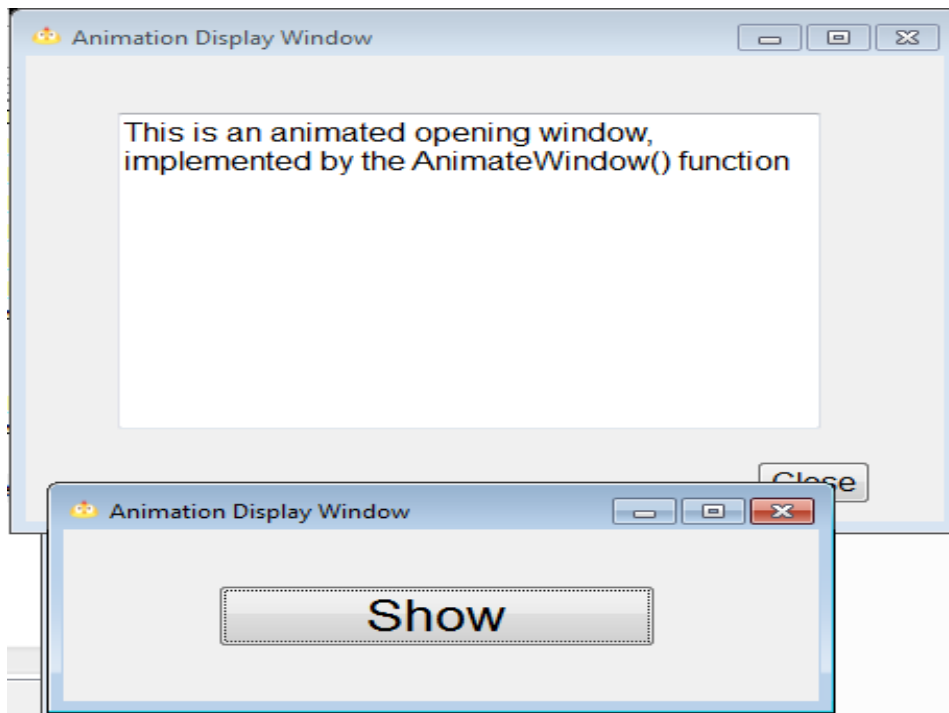 Animation Display Window
This is an animated opening window,
implemented by the AnimateWindow() function
Close
Animation Display Window
Show